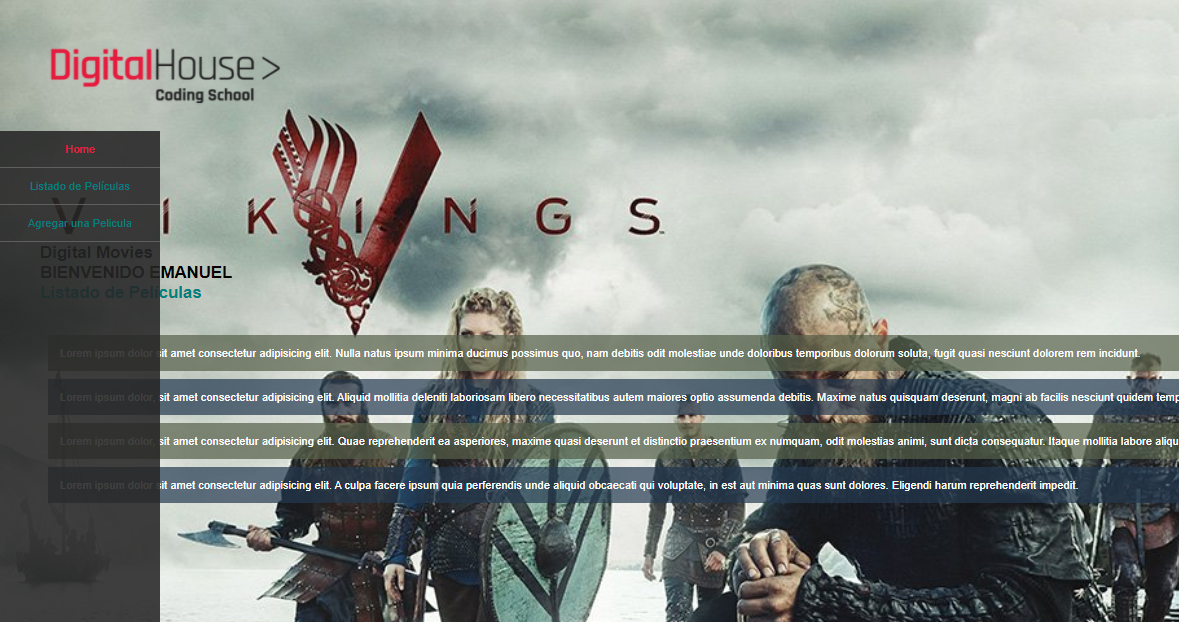 DigitalHouse >
Coding School
Home
Listado de Películas
Agregar una Pelicula
VIKINGS
Digital Movies
BIENVENIDO EMANUEL
Listado de Películas
Lorem ipsum dolor sit amet consectetur adipisicing elit. Nulla natus ipsum minima ducimus possimus quo, nam debitis odit molestiae unde doloribus temporibus dolorum soluta, fugit quasi nesciunt dolorem rem incidunt.
Lorem ipsum dolor sit amet consectetur adipisicing elit. Aliquid mollitia deleniti laboriosam libero necessitatibus autem maiores optio assumenda debitis. Maxime natus quisquam deserunt, magni ab facilis nesciunt quidem temp
Lorem ipsum dolor sit amet consectetur adipisicing elit. Quae reprehenderit ea asperiores, maxime quasi deserunt et distinctio praesentium ex numquam, odit molestias animi, sunt dicta consequatur. Itaque mollitia labore aliqu
Lorem ipsum dolor sit amet consectetur adipisicing elit. A culpa facere ipsum quia perferendis unde aliquid obcaecati qui voluptate, in est aut minima quas sunt dolores. Eligendi harum reprehenderit impedit.